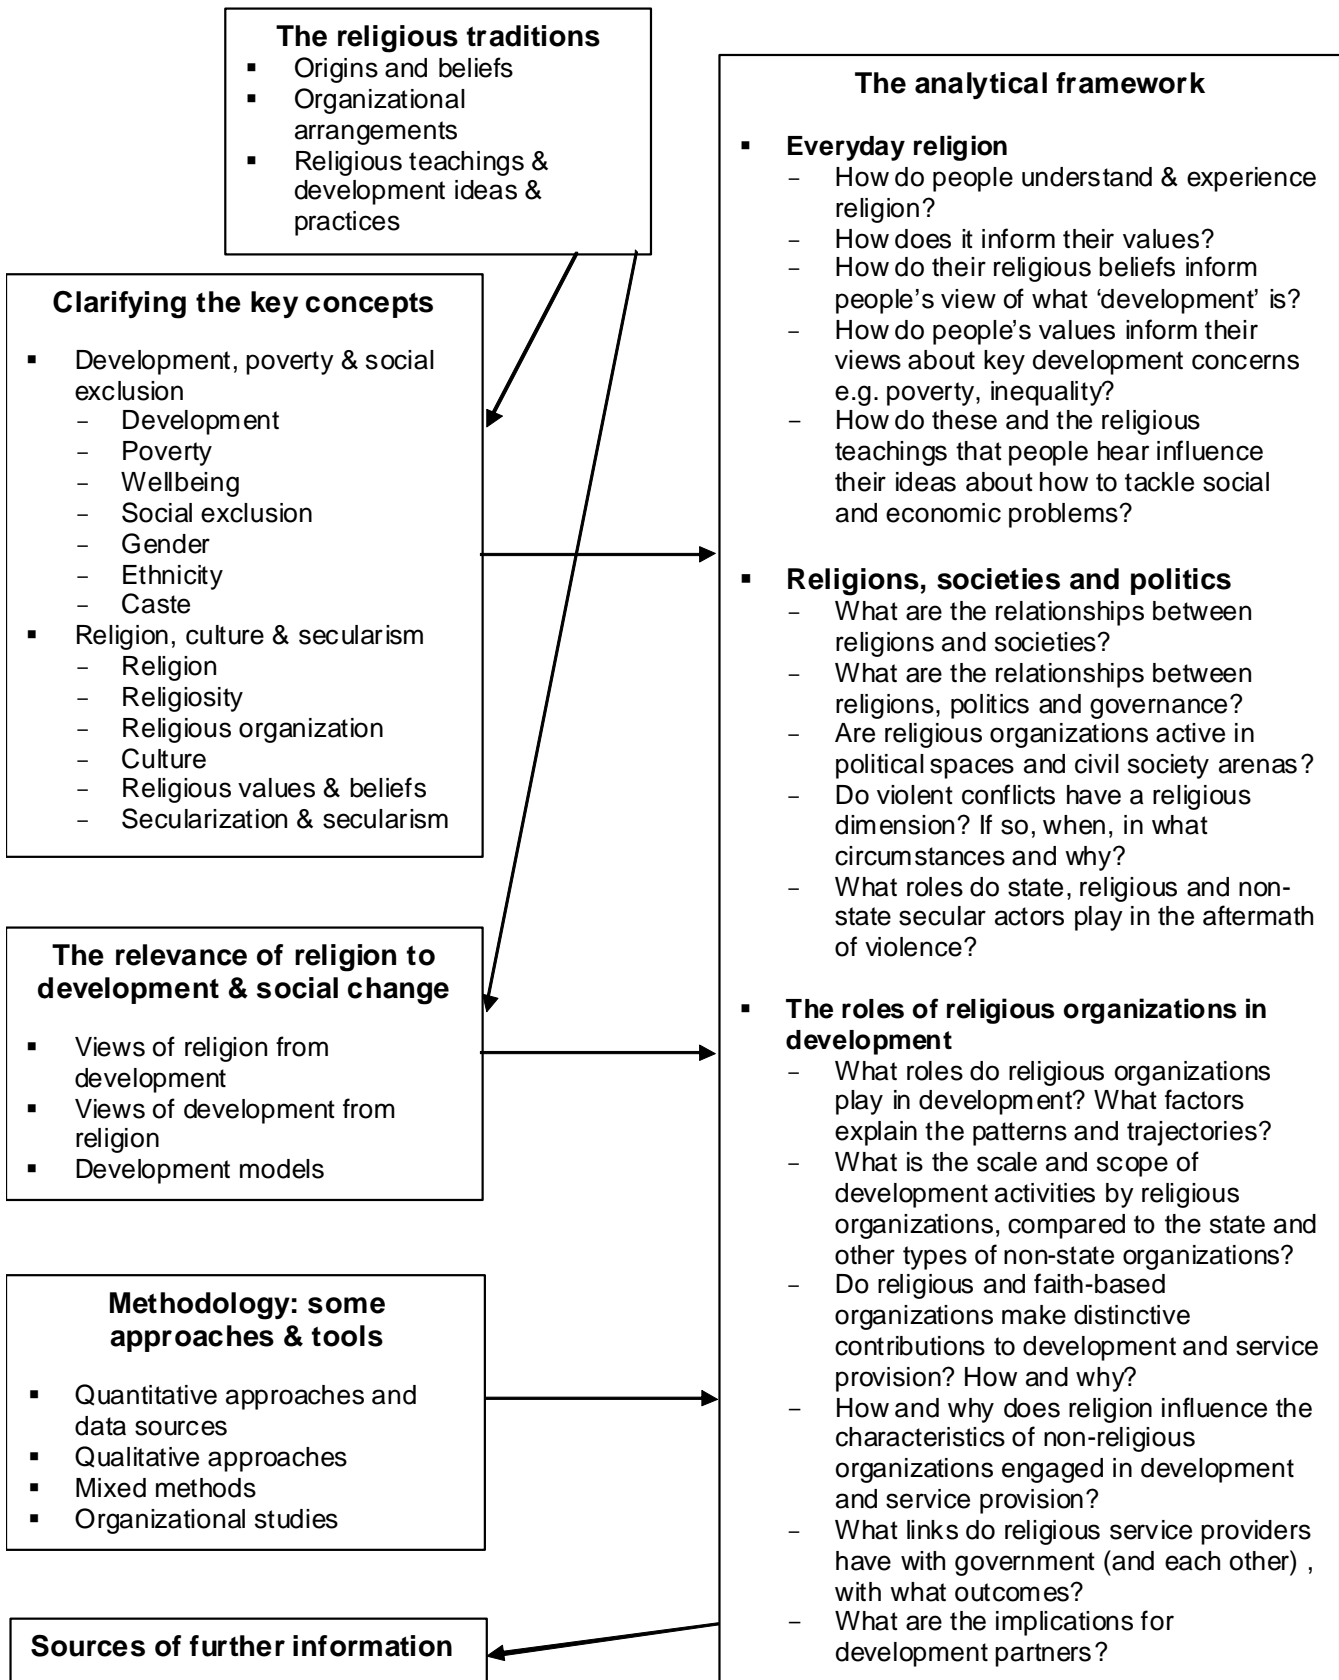 The religious traditions
▪ Origins and beliefs
▪ Organizational
arrangements
▪ Religious teachings &
development ideas &
practices
Clarifying the key concepts
▪ Development, poverty & social
exclusion
− Development
− Poverty
− Wellbeing
− Social exclusion
− Gender
− Ethnicity
− Caste
▪ Religion, culture & secularism
− Religion
− Religiosity
− Religious organization
− Culture
− Religious values & beliefs
− Secularization & secularism
The relevance of religion to
development & social change
▪ Views of religion from
development
▪ Views of development from
religion
▪ Development models
Methodology: some
approaches & tools
▪ Quantitative approaches and
data sources
▪ Qualitative approaches
▪ Mixed methods
▪ Organizational studies
Sources of further information
The analytical framework
▪ Everyday religion
− How do people understand & experience
religion?
− How does it inform their values?
− How do their religious beliefs inform
people’s view of what ‘development’ is?
− How do people’s values inform their
views about key development concerns
e.g. poverty, inequality?
− How do these and the religious
teachings that people hear influence
their ideas about how to tackle social
and economic problems?
▪ Religions, societies and politics
− What are the relationships between
religions and societies?
− What are the relationships between
religions, politics and governance?
− Are religious organizations active in
political spaces and civil society arenas?
− Do violent conflicts have a religious
dimension? If so, when, in what
circumstances and why?
− What roles do state, religious and non-
state secular actors play in the aftermath
of violence?
▪ The roles of religious organizations in
development
− What roles do religious organizations
play in development? What factors
explain the patterns and trajectories?
− What is the scale and scope of
development activities by religious
organizations, compared to the state and
other types of non-state organizations?
− Do religious and faith-based
organizations make distinctive
contributions to development and service
provision? How and why?
− How and why does religion influence the
characteristics of non-religious
organizations engaged in development
and service provision?
− What links do religious service providers
have with government (and each other) ,
with what outcomes?
− What are the implications for
development partners?